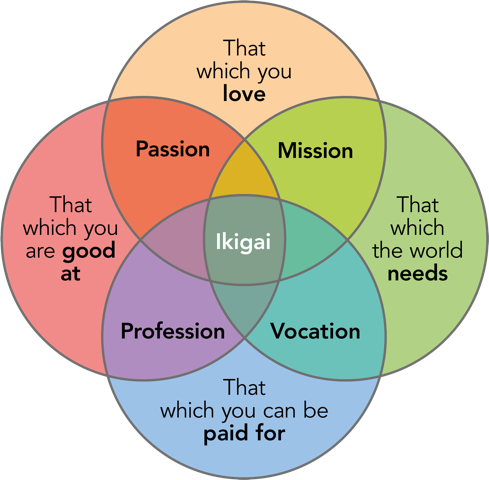 That
which you
love
Passion
Mission
That
which you
are good
at
That
which
the world
needs
Ikigai
Profession
Vocation
That
which you can be
paid for